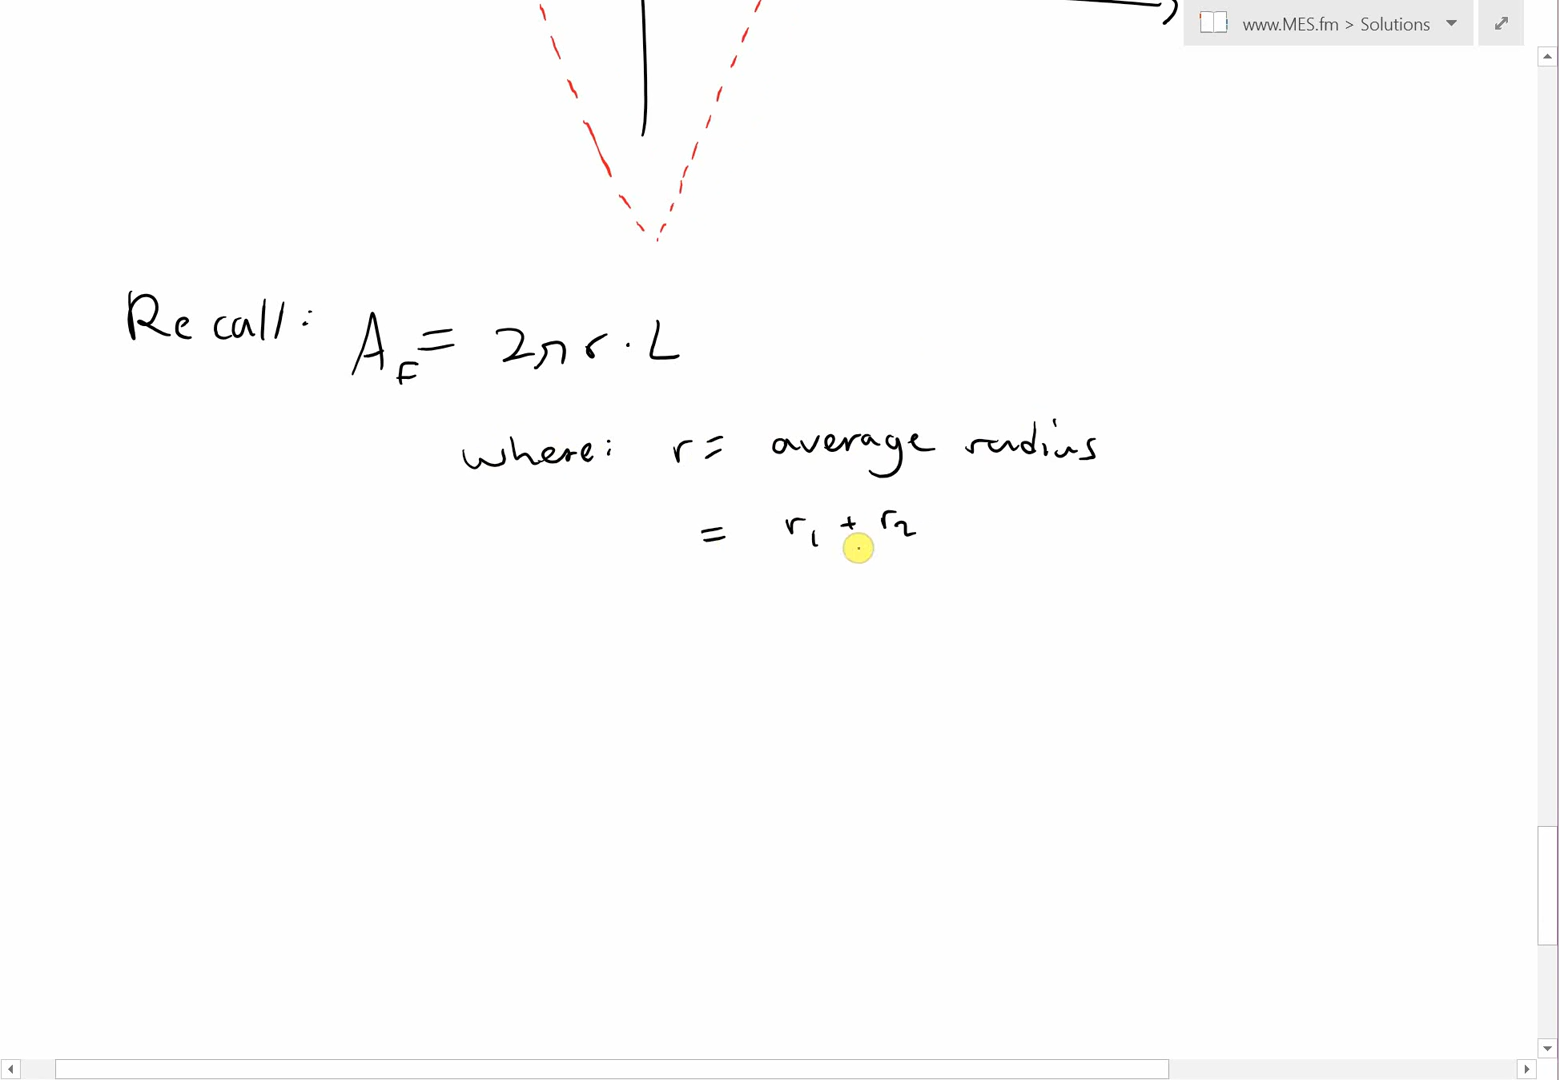 www.MES.fm > Solutions
Recall: A_F = 2πr · L
where: r = average radius
= r₁ + r₂